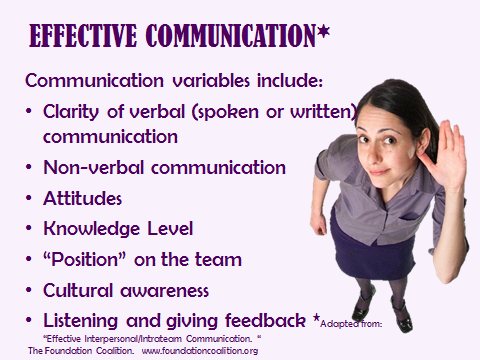 EFFECTIVE COMMUNICATION*
Communication variables include:
• Clarity of verbal (spoken or written)
communication
• Non-verbal communication
• Attitudes
• Knowledge Level
• “Position” on the team
• Cultural awareness
• Listening and giving feedback *Adapted from:
“Effective Interpersonal/Intrateam Communication. “
The Foundation Coalition. www.foundationcoalition.org